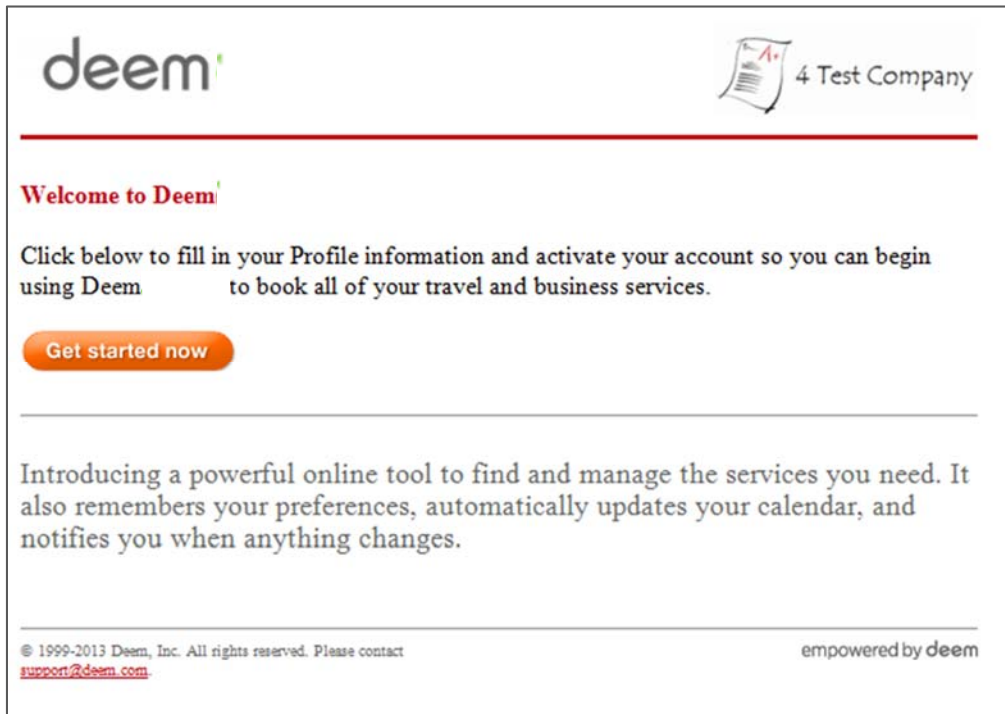 deem
A+
4 Test Company
Welcome to Deem
Click below to fill in your Profile information and activate your account so you can begin
using Deem to book all of your travel and business services.
Get started now
Introducing a powerful online tool to find and manage the services you need. It
also remembers your preferences, automatically updates your calendar, and
notifies you when anything changes.
© 1999-2013 Deem, Inc. All rights reserved. Please contact
support@deem.com.
empowered by deem